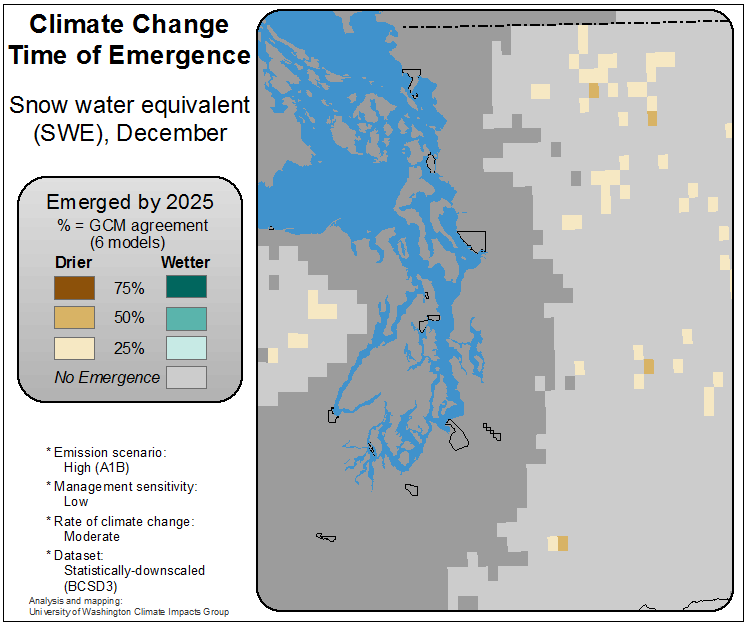 Climate Change
Time of Emergence
Snow water equivalent
(SWE), December
Emerged by 2025
% = GCM agreement
(6 models)
Drier Wetter
75%
50%
25%
No Emergence
* Emission scenario:
High (A1B)
* Management sensitivity:
Low
* Rate of climate change:
Moderate
* Dataset:
Statistically-downscaled
(BCSD3)
Analysis and mapping:
University of Washington Climate Impacts Group